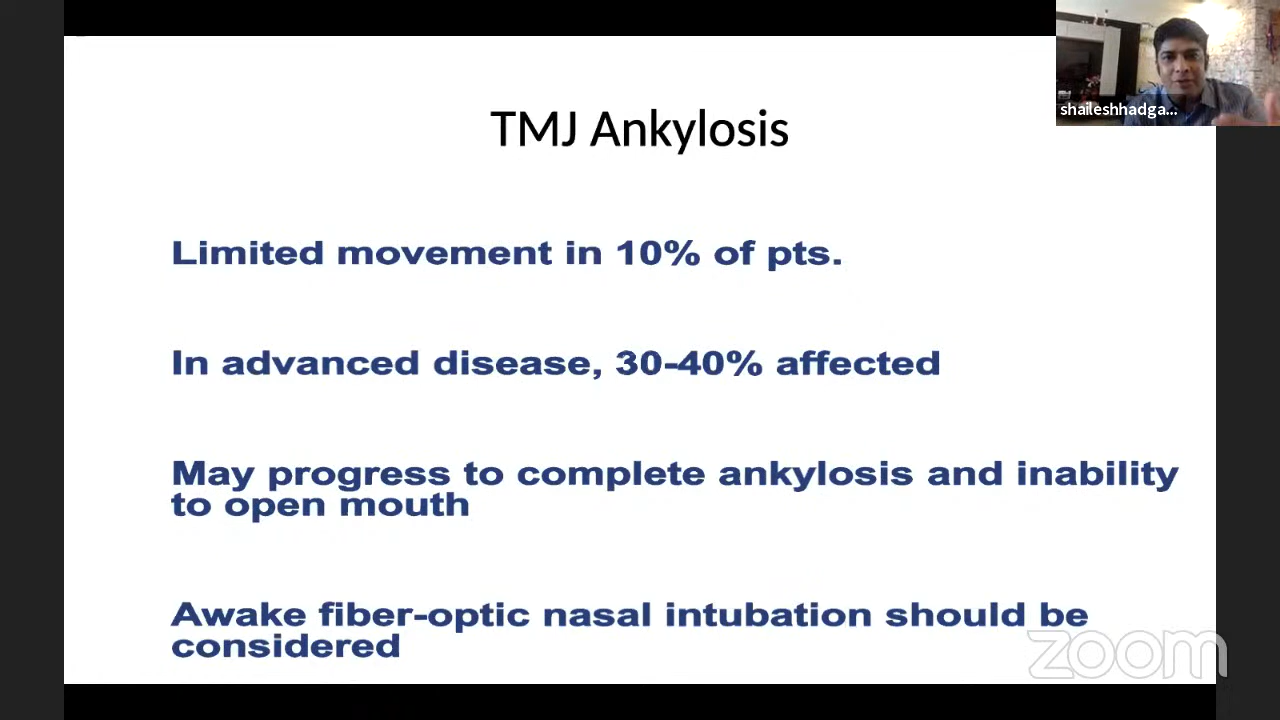 shaileshhadga...
TMJ Ankylosis
Limited movement in 10% of pts.
In advanced disease, 30-40% affected
May progress to complete ankylosis and inability
to open mouth
Awake fiber-optic nasal intubation should be
considered
zoom